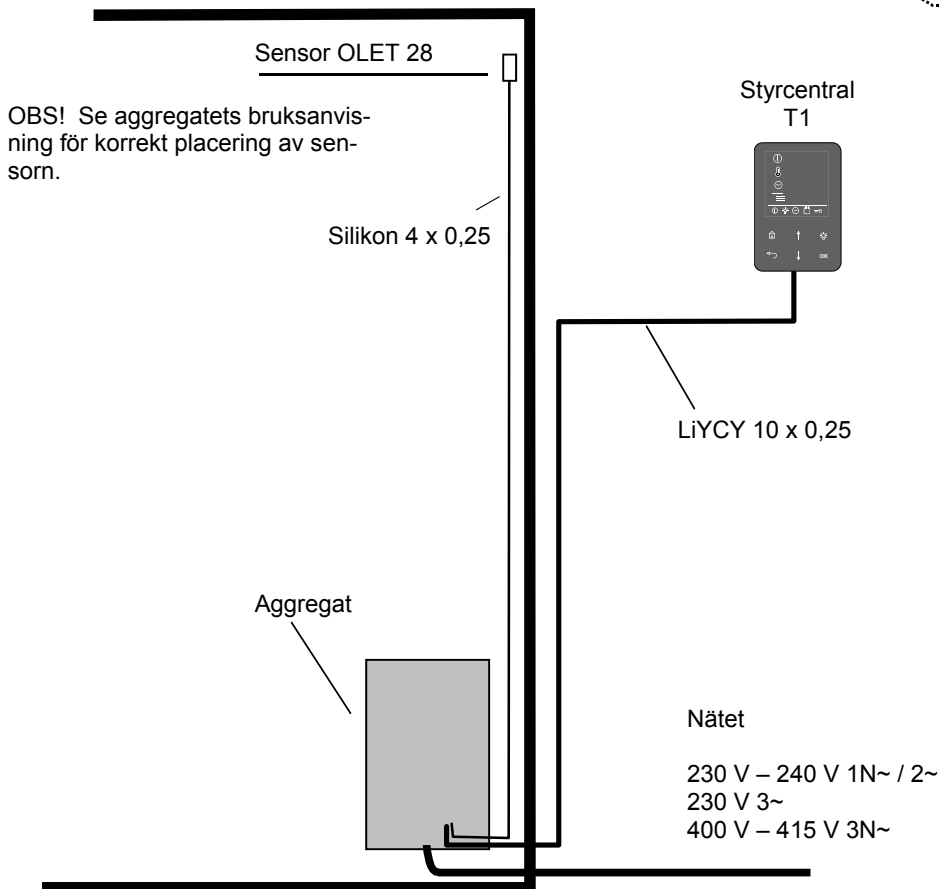 Sensor OLET 28
OBS! Se aggregatets bruksanvis-
ning för korrekt placering av sen-
sorn.
Silikon 4 x 0,25
Styrcentral
T1
OK
LiYCY 10 x 0,25
Aggregat
Nätet
230 V – 240 V 1N~ / 2~
230 V 3~
400 V – 415 V 3N~